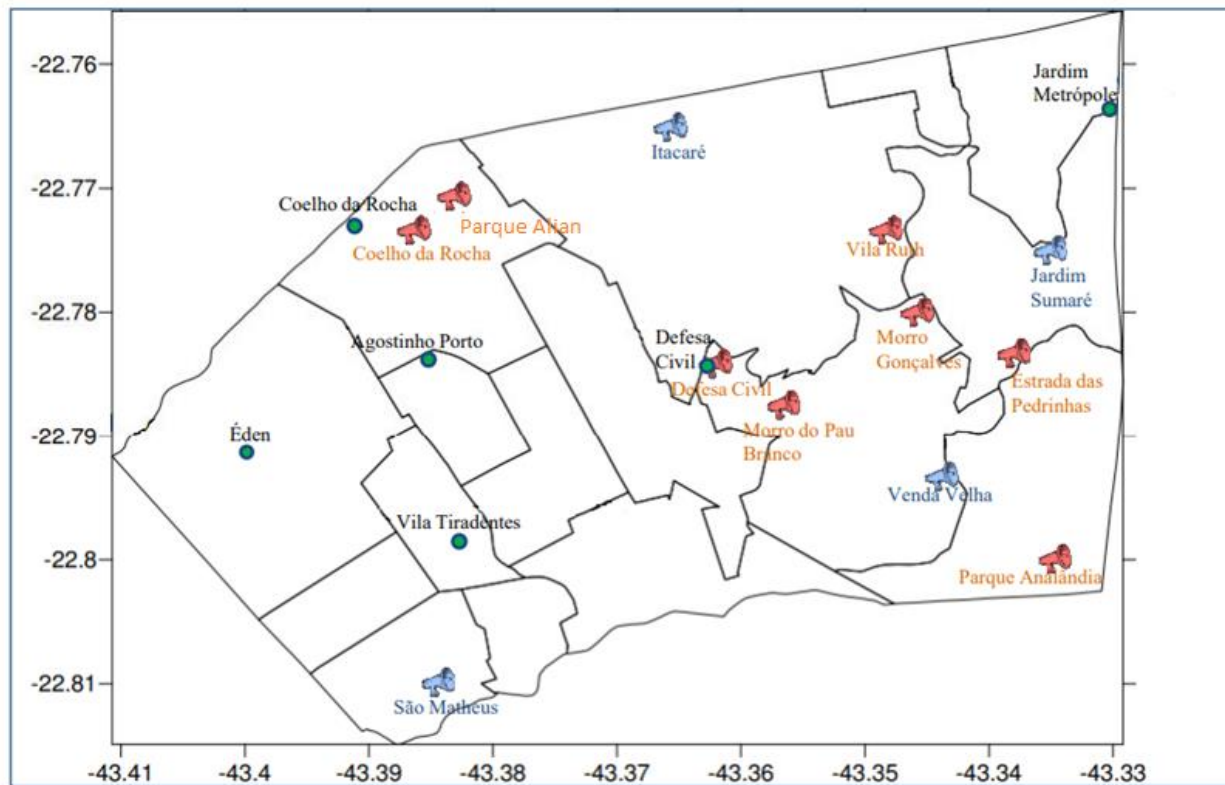 -22.76
-22.77
-22.78
-22.79
-22.8
-22.81
-43.41
-43.4
-43.39
-43.38
-43.37
-43.36
-43.35
-43.34
-43.33
Jardim
Metrópole
Itacaré
Coelho da Rocha
Parque Alian
Coelho da Rocha
Vila Ruth
Jardim
Sumaré
Agostinho Porto
Defesa
Civil
Defesa Civil
Morro
Gonçalves
Estrada das
Pedrinhas
Morro do Pau
Branco
Éden
Venda Velha
Vila Tiradentes
Parque Analândia
São Matheus